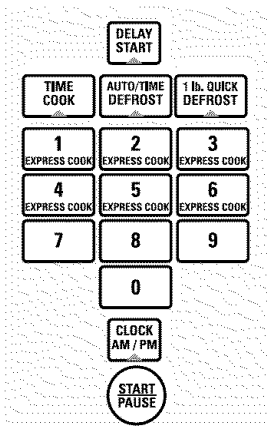 DELAY
START
TIME
COOK
AUTO/TIME
DEFROST
1 lb. QUICK
DEFROST
1
EXPRESS COOK
2
EXPRESS COOK
3
EXPRESS COOK
4
EXPRESS COOK
5
EXPRESS COOK
6
EXPRESS COOK
7
8
9
0
CLOCK
AM / PM
START
PAUSE